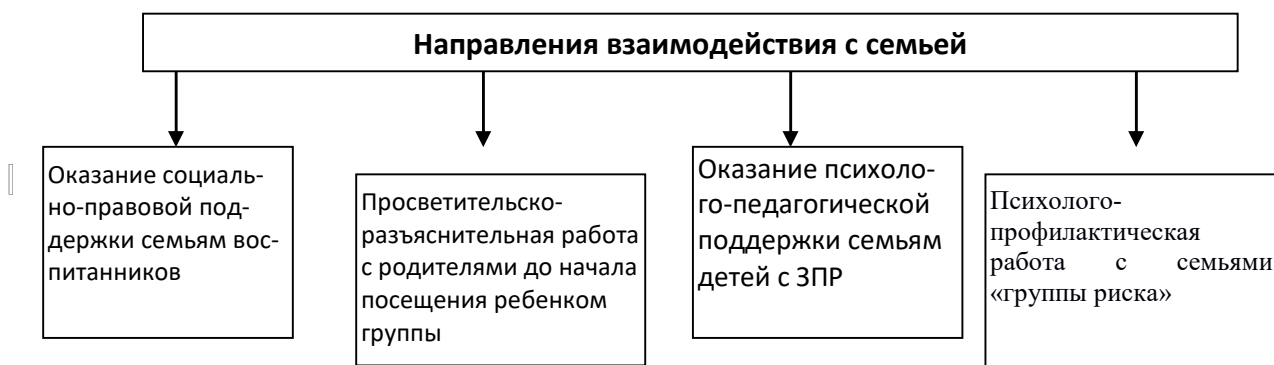 Направления взаимодействия с семьей
Оказание социаль-
но-правовой под-
держки семьям вос-
питанников
Просветительско-
разъяснительная работа
с родителями до начала
посещения ребенком
группы
Оказание психоло-
го-педагогической
поддержки семьям
детей с ЗПР
Психолого-
профилактическая
работа с семьями
«группы риска»